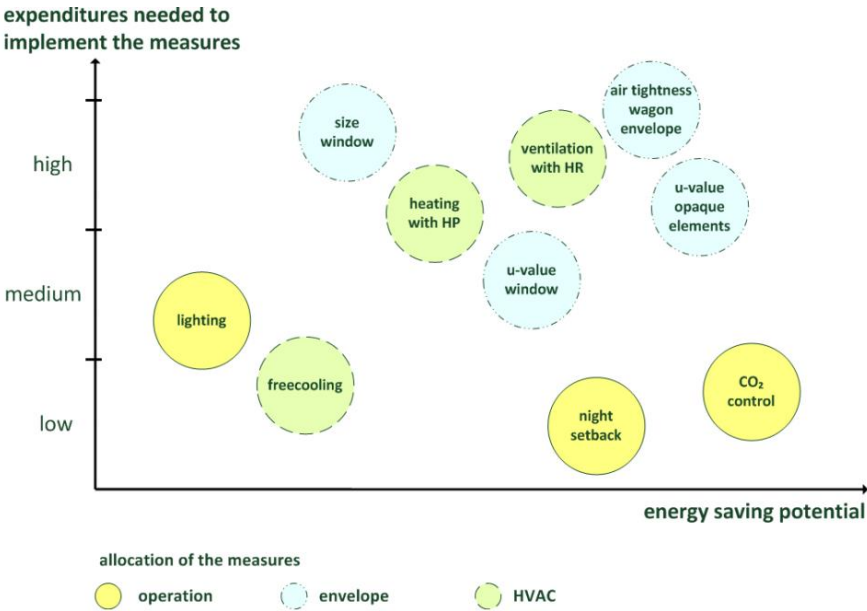 expenditures needed to
implement the measures
high
medium
low
size
window
air tightness
wagon
envelope
ventilation
with HR
heating
with HP
u-value
opaque
elements
u-value
window
lighting
freecooling
night
setback
CO₂
control
energy saving potential
allocation of the measures
operation
envelope
HVAC